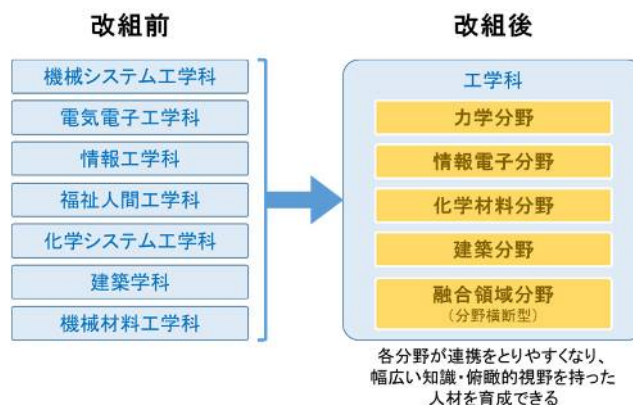 改組前
機械システム工学科
電気電子工学科
情報工学科
福祉人間工学科
化学システム工学科
建築学科
機械材料工学科
改組後
工学科
力学分野
情報電子分野
化学材料分野
建築分野
融合領域分野
(分野横断型)
各分野が連携をとりやすくなり、
幅広い知識・俯瞰的視野を持った
人材を育成できる